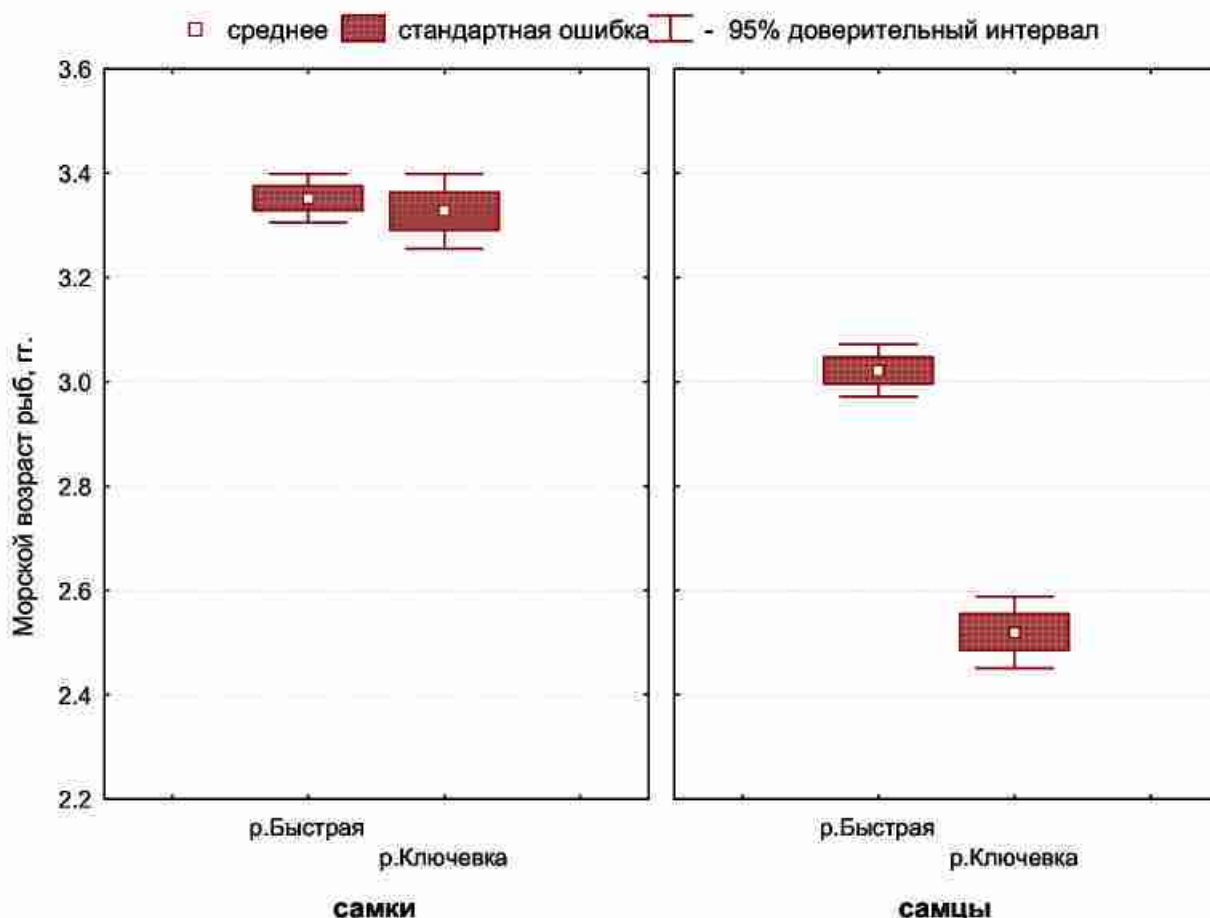 среднее стандартная ошибка - 95% доверительный интервал
Морской возраст рыб, гг.
3.6
3.4
3.2
3.0
2.8
2.6
2.4
2.2
р.Быстрая
р.Ключевка
самки
р.Быстрая
р.Ключевка
самцы